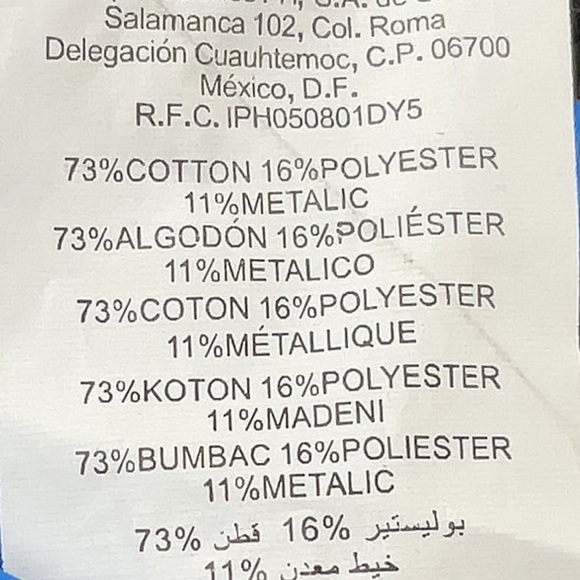 Salamanca 102, Col. Roma
Delegación Cuauhtemoc, C.P. 06700
México, D.F.
R.F.C. IPH050801DY5
73%COTTON 16%POLYESTER
11%METALIC
73%ALGODÓN 16%POLIÉSTER
11%METALICO
73%COTON 16%POLYESTER
11%MÉTALLIQUE
73%KOTON 16%POLYESTER
11%MADENI
73%BUMBAC 16%POLIESTER
11%METALIC
73% قطن 16% بوليستير
11% خيط معدن